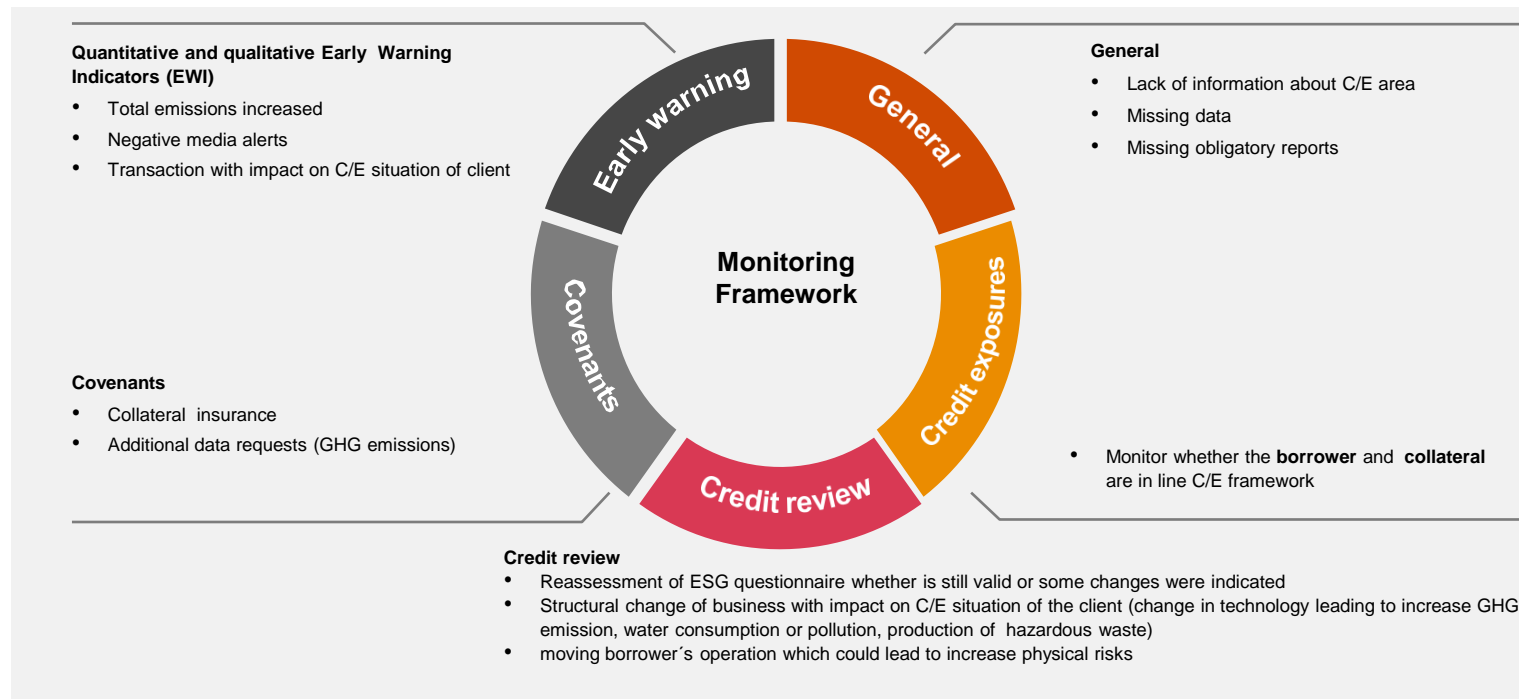 Quantitative and qualitative Early Warning
Indicators (EWI)
• Total emissions increased
• Negative media alerts
• Transaction with impact on C/E situation of client
General
• Lack of information about C/E area
• Missing data
• Missing obligatory reports
Early warning
General
Covenants
Credit exposures
Credit review
Monitoring
Framework
Covenants
• Collateral insurance
• Additional data requests (GHG emissions)
• Monitor whether the borrower and collateral
are in line C/E framework
Credit review
• Reassessment of ESG questionnaire whether is still valid or some changes were indicated
• Structural change of business with impact on C/E situation of the client (change in technology leading to increase GHG
emission, water consumption or pollution, production of hazardous waste)
• moving borrower´s operation which could lead to increase physical risks